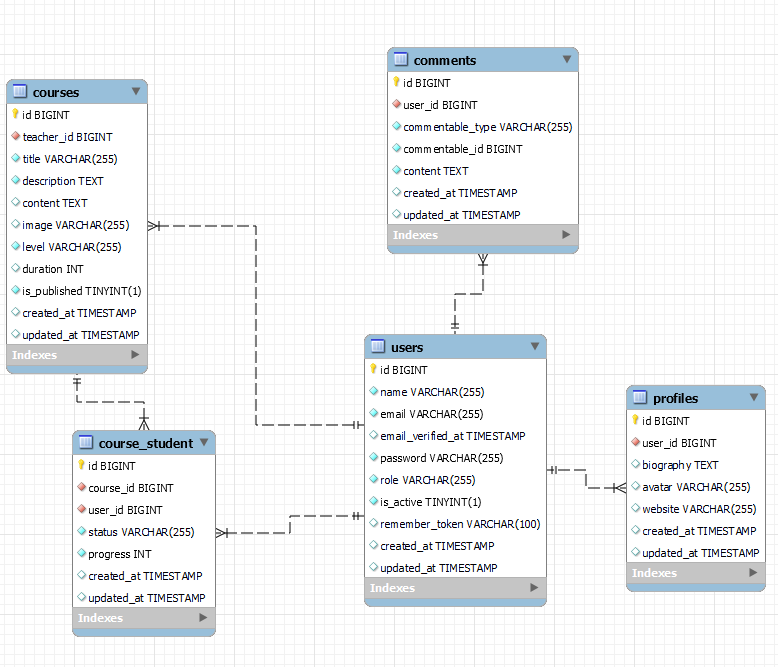 courses
id BIGINT
teacher_id BIGINT
title VARCHAR(255)
description TEXT
content TEXT
image VARCHAR(255)
level VARCHAR(255)
duration INT
is_published TINYINT(1)
created_at TIMESTAMP
updated_at TIMESTAMP
Indexes
comments
id BIGINT
user_id BIGINT
commentable_type VARCHAR(255)
commentable_id BIGINT
content TEXT
created_at TIMESTAMP
updated_at TIMESTAMP
Indexes
course_student
id BIGINT
course_id BIGINT
user_id BIGINT
status VARCHAR(255)
progress INT
created_at TIMESTAMP
updated_at TIMESTAMP
Indexes
users
id BIGINT
name VARCHAR(255)
email VARCHAR(255)
email_verified_at TIMESTAMP
password VARCHAR(255)
role VARCHAR(255)
is_active TINYINT(1)
remember_token VARCHAR(100)
created_at TIMESTAMP
updated_at TIMESTAMP
Indexes
profiles
id BIGINT
user_id BIGINT
biography TEXT
avatar VARCHAR(255)
website VARCHAR(255)
created_at TIMESTAMP
updated_at TIMESTAMP
Indexes